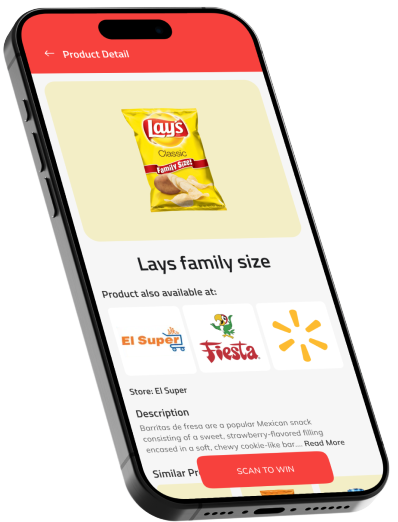 ← Product Detail
Lay's
Classic
Family Size!
Lays family size
Product also available at:
El Super
Fiesta
Store: El Super
Description
Barritas de fresa are a popular Mexican snack
consisting of a sweet, strawberry-flavored filling
encased in a soft, chewy cookie-like bar.... Read More
Similar Pr
SCAN TO WIN